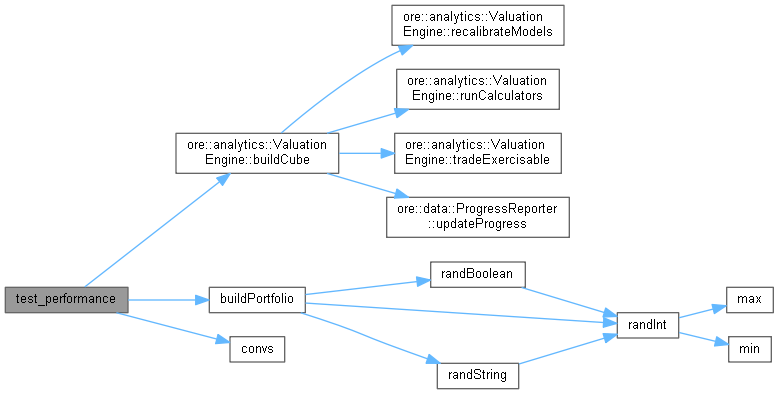 ore::analytics::Valuation
Engine::recalibrateModels
ore::analytics::Valuation
Engine::runCalculators
ore::analytics::Valuation
Engine::buildCube
ore::analytics::Valuation
Engine::tradeExercisable
ore::data::ProgressReporter
::updateProgress
test_performance
buildPortfolio
randBoolean
max
randInt
convs
min
randString